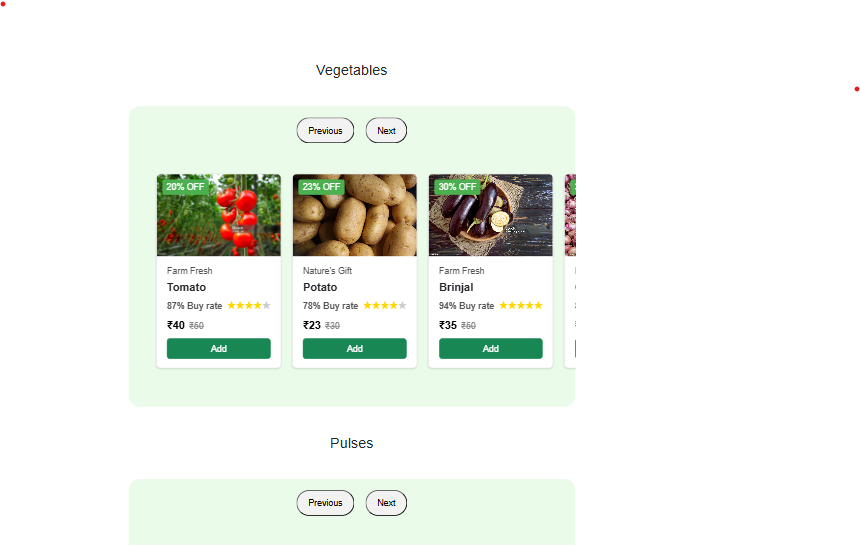 Vegetables
Previous Next
20% OFF 23% OFF 30% OFF
Farm Fresh Nature's Gift Farm Fresh
Tomato Potato Brinjal
87% Buy rate ★★★★★ 78% Buy rate ★★★★★ 94% Buy rate ★★★★★
₹40 ₹50 ₹23 ₹30 ₹35 ₹50
Add Add Add
Pulses
Previous Next